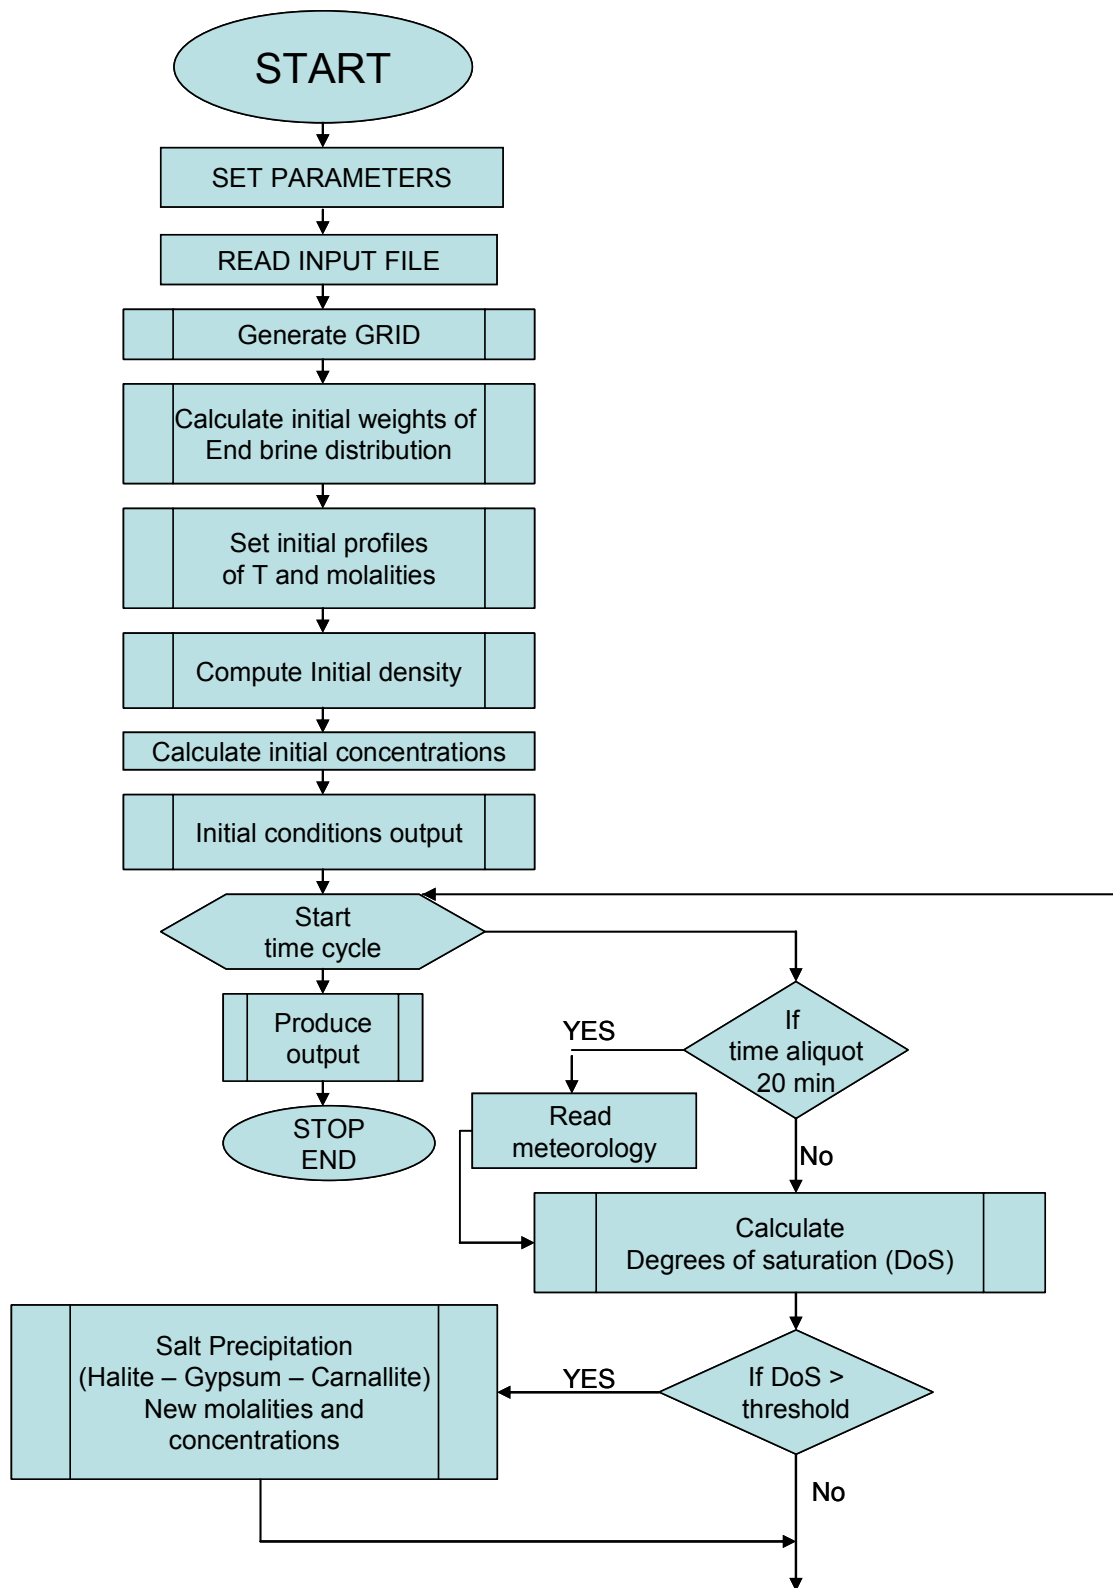 START
SET PARAMETERS
READ INPUT FILE
Generate GRID
Calculate initial weights of
End brine distribution
Set initial profiles
of T and molalities
Compute Initial density
Calculate initial concentrations
Initial conditions output
Start
time cycle
Produce
output
STOP
END
If
time aliquot
20 min
YES
Read
meteorology
No
Calculate
Degrees of saturation (DoS)
If DoS >
threshold
YES
Salt Precipitation
(Halite – Gypsum – Carnallite)
New molalities and
concentrations
No